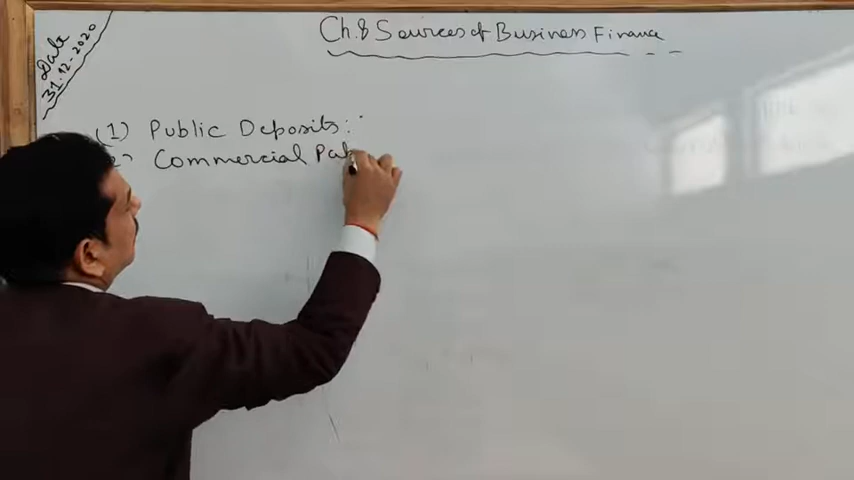 Date
31.12.2020
Ch.8 Sources of Business Finance
(1) Public Deposits:
Commercial